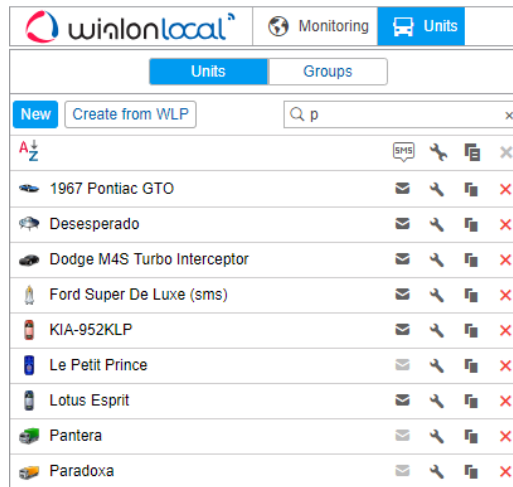 wialonlocal
Monitoring
Units
Units
Groups
New
Create from WLP
p
×
A
Z
SMS
1967 Pontiac GTO
Desesperado
Dodge M4S Turbo Interceptor
Ford Super De Luxe (sms)
KIA-952KLP
Le Petit Prince
Lotus Esprit
Pantera
Paradoxa